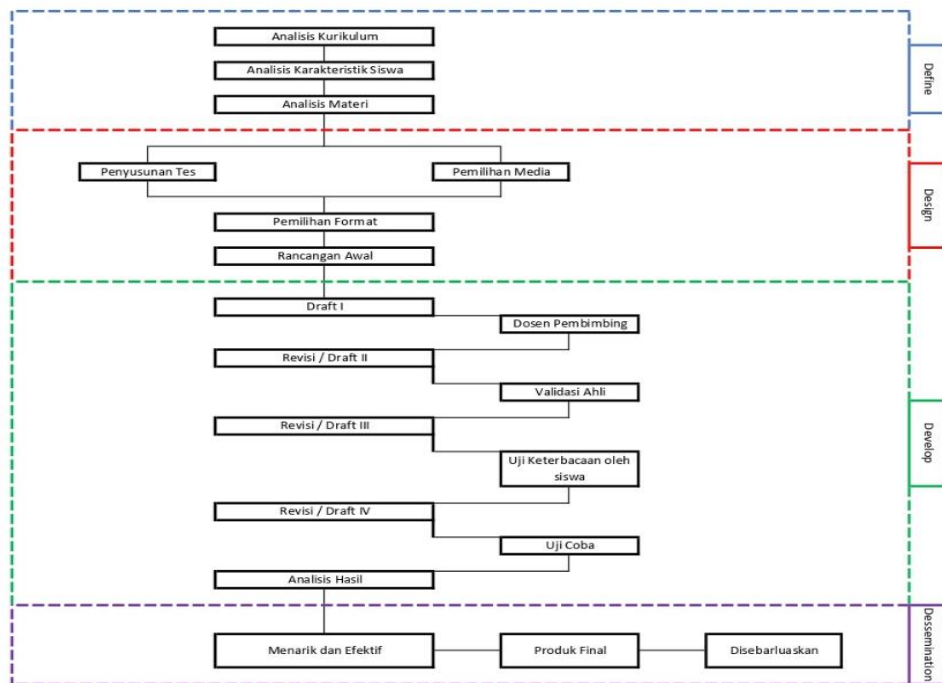 Analisis Kurikulum
Analisis Karakteristik Siswa
Analisis Materi
Define
Penyusunan Tes
Pemilihan Media
Pemilihan Format
Rancangan Awal
Design
Draft I
Dosen Pembimbing
Revisi / Draft II
Validasi Ahli
Revisi / Draft III
Uji Keterbacaan oleh
siswa
Revisi / Draft IV
Uji Coba
Analisis Hasil
Develop
Menarik dan Efektif
Produk Final
Disebarluaskan
Dessemination